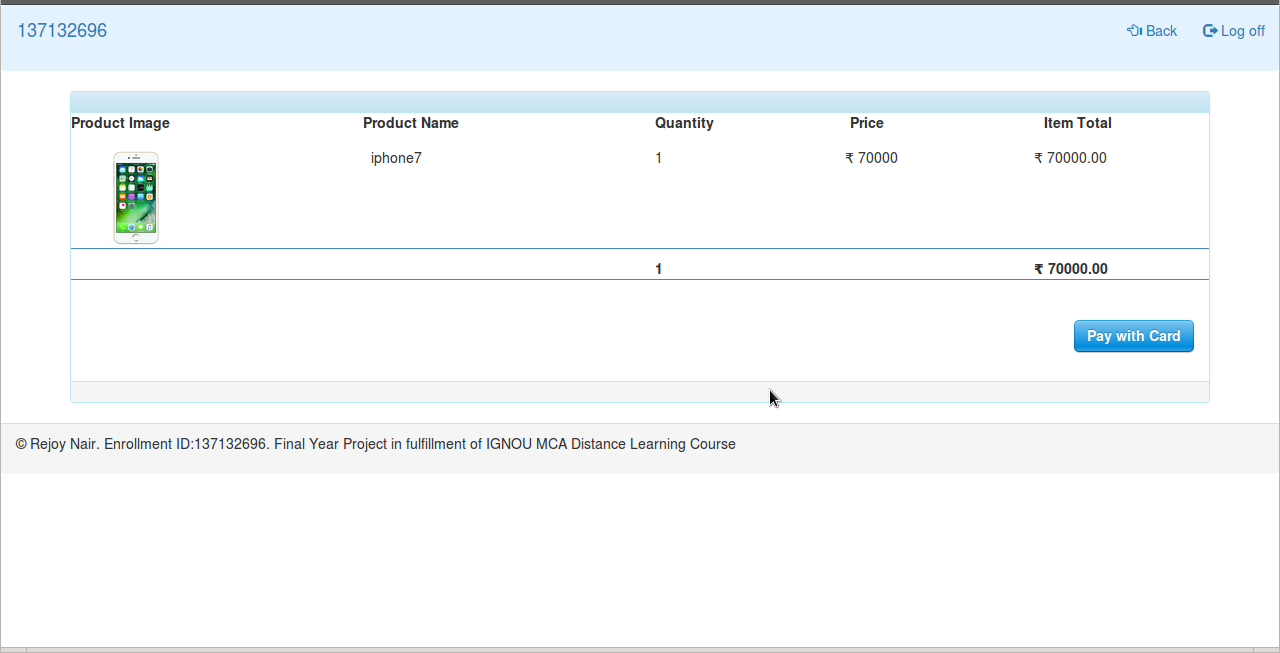 137132696 Back Log off
Product Image Product Name Quantity Price Item Total
iphone7 1 ₹ 70000 ₹ 70000.00
1 ₹ 70000.00
Pay with Card
© Rejoy Nair. Enrollment ID:137132696. Final Year Project in fulfillment of IGNOU MCA Distance Learning Course